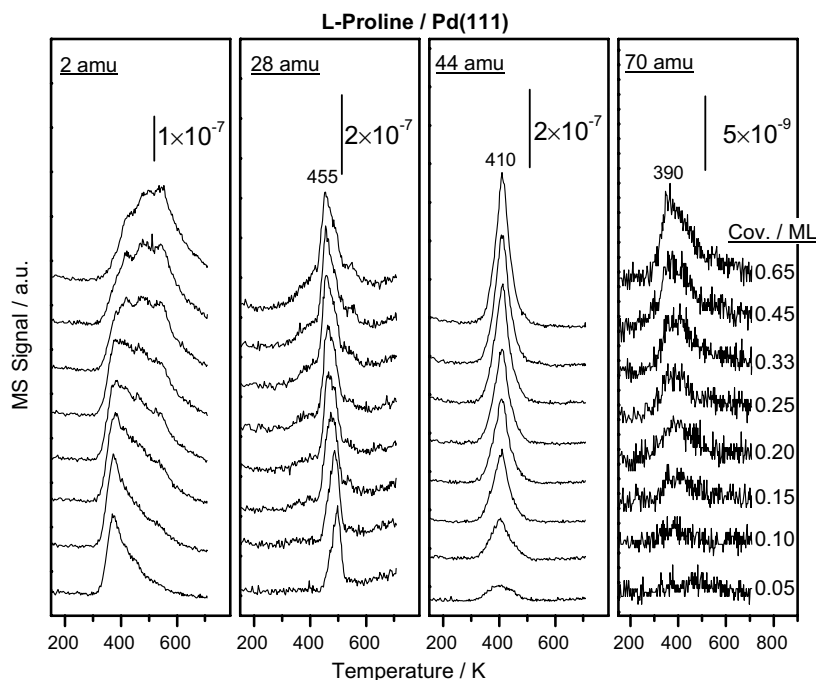 L-Proline / Pd(111)
2 amu
28 amu
44 amu
70 amu
1×10⁻⁷
2×10⁻⁷
2×10⁻⁷
5×10⁻⁹
455
410
390
Cov. / ML
0.65
0.45
0.33
0.25
0.20
0.15
0.10
0.05
MS Signal / a.u.
200 400 600
200 400 600
200 400 600
200 400 600 800
Temperature / K